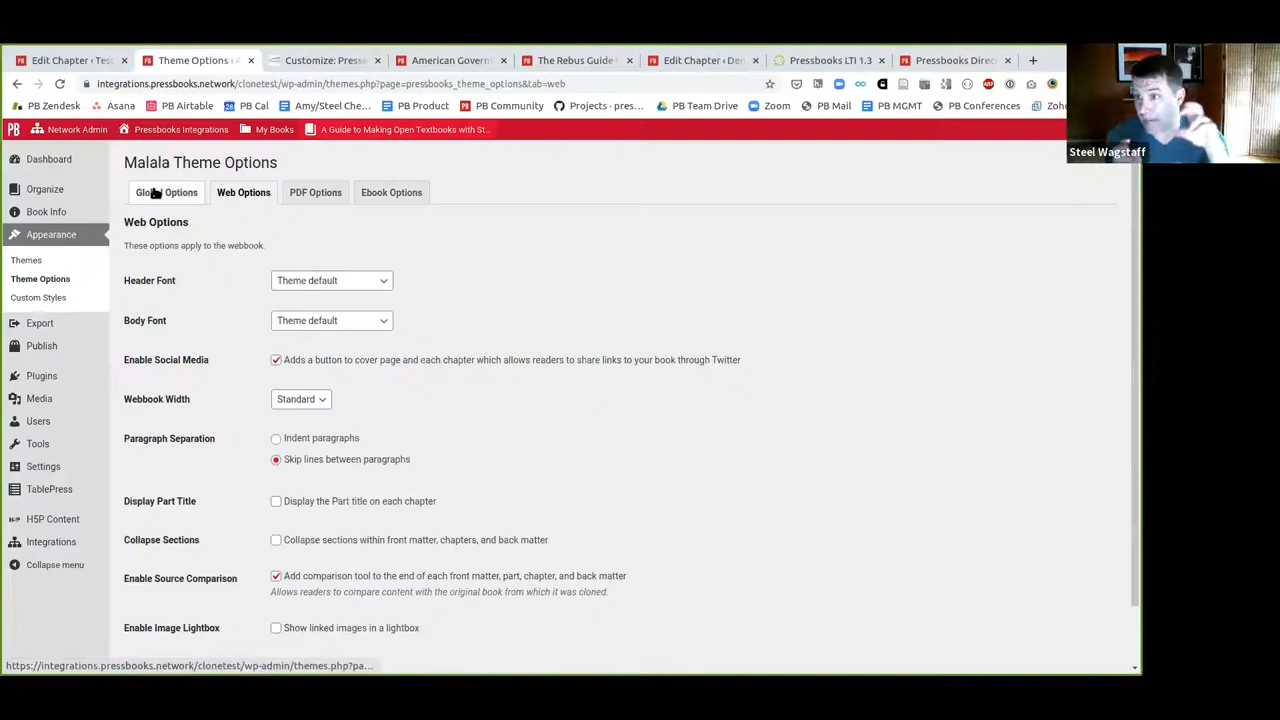 Edit Chapter ‹ Tes
Theme Options ‹
Customize: Press
American Govern
The Rebus Guide
Edit Chapter ‹ De
Pressbooks LTI 1.3
Pressbooks Direc
integrations.pressbooks.network/clonetest/wp-admin/themes.php?page=pressbooks_theme_options&tab=web
PB Zendesk
Asana
PB Airtable
PB Cal
Amy/Steel Che...
PB Product
PB Community
Projects · pres...
PB Team Drive
Zoom
PB Mail
PB MGMT
PB Conferences
Zoh
Network Admin
Pressbooks Integrations
My Books
A Guide to Making Open Textbooks with St...
Steel Wagstaff
Dashboard
Organize
Book Info
Appearance
Themes
Theme Options
Custom Styles
Export
Publish
Plugins
Media
Users
Tools
Settings
TablePress
H5P Content
Integrations
Collapse menu
Malala Theme Options
Global Options
Web Options
PDF Options
Ebook Options
Web Options
These options apply to the webbook.
Header Font
Theme default
Body Font
Theme default
Enable Social Media
Adds a button to cover page and each chapter which allows readers to share links to your book through Twitter
Webbook Width
Standard
Paragraph Separation
Indent paragraphs
Skip lines between paragraphs
Display Part Title
Display the Part title on each chapter
Collapse Sections
Collapse sections within front matter, chapters, and back matter
Enable Source Comparison
Add comparison tool to the end of each front matter, part, chapter, and back matter
Allows readers to compare content with the original book from which it was cloned.
Enable Image Lightbox
Show linked images in a lightbox
https://integrations.pressbooks.network/clonetest/wp-admin/themes.php?pa...